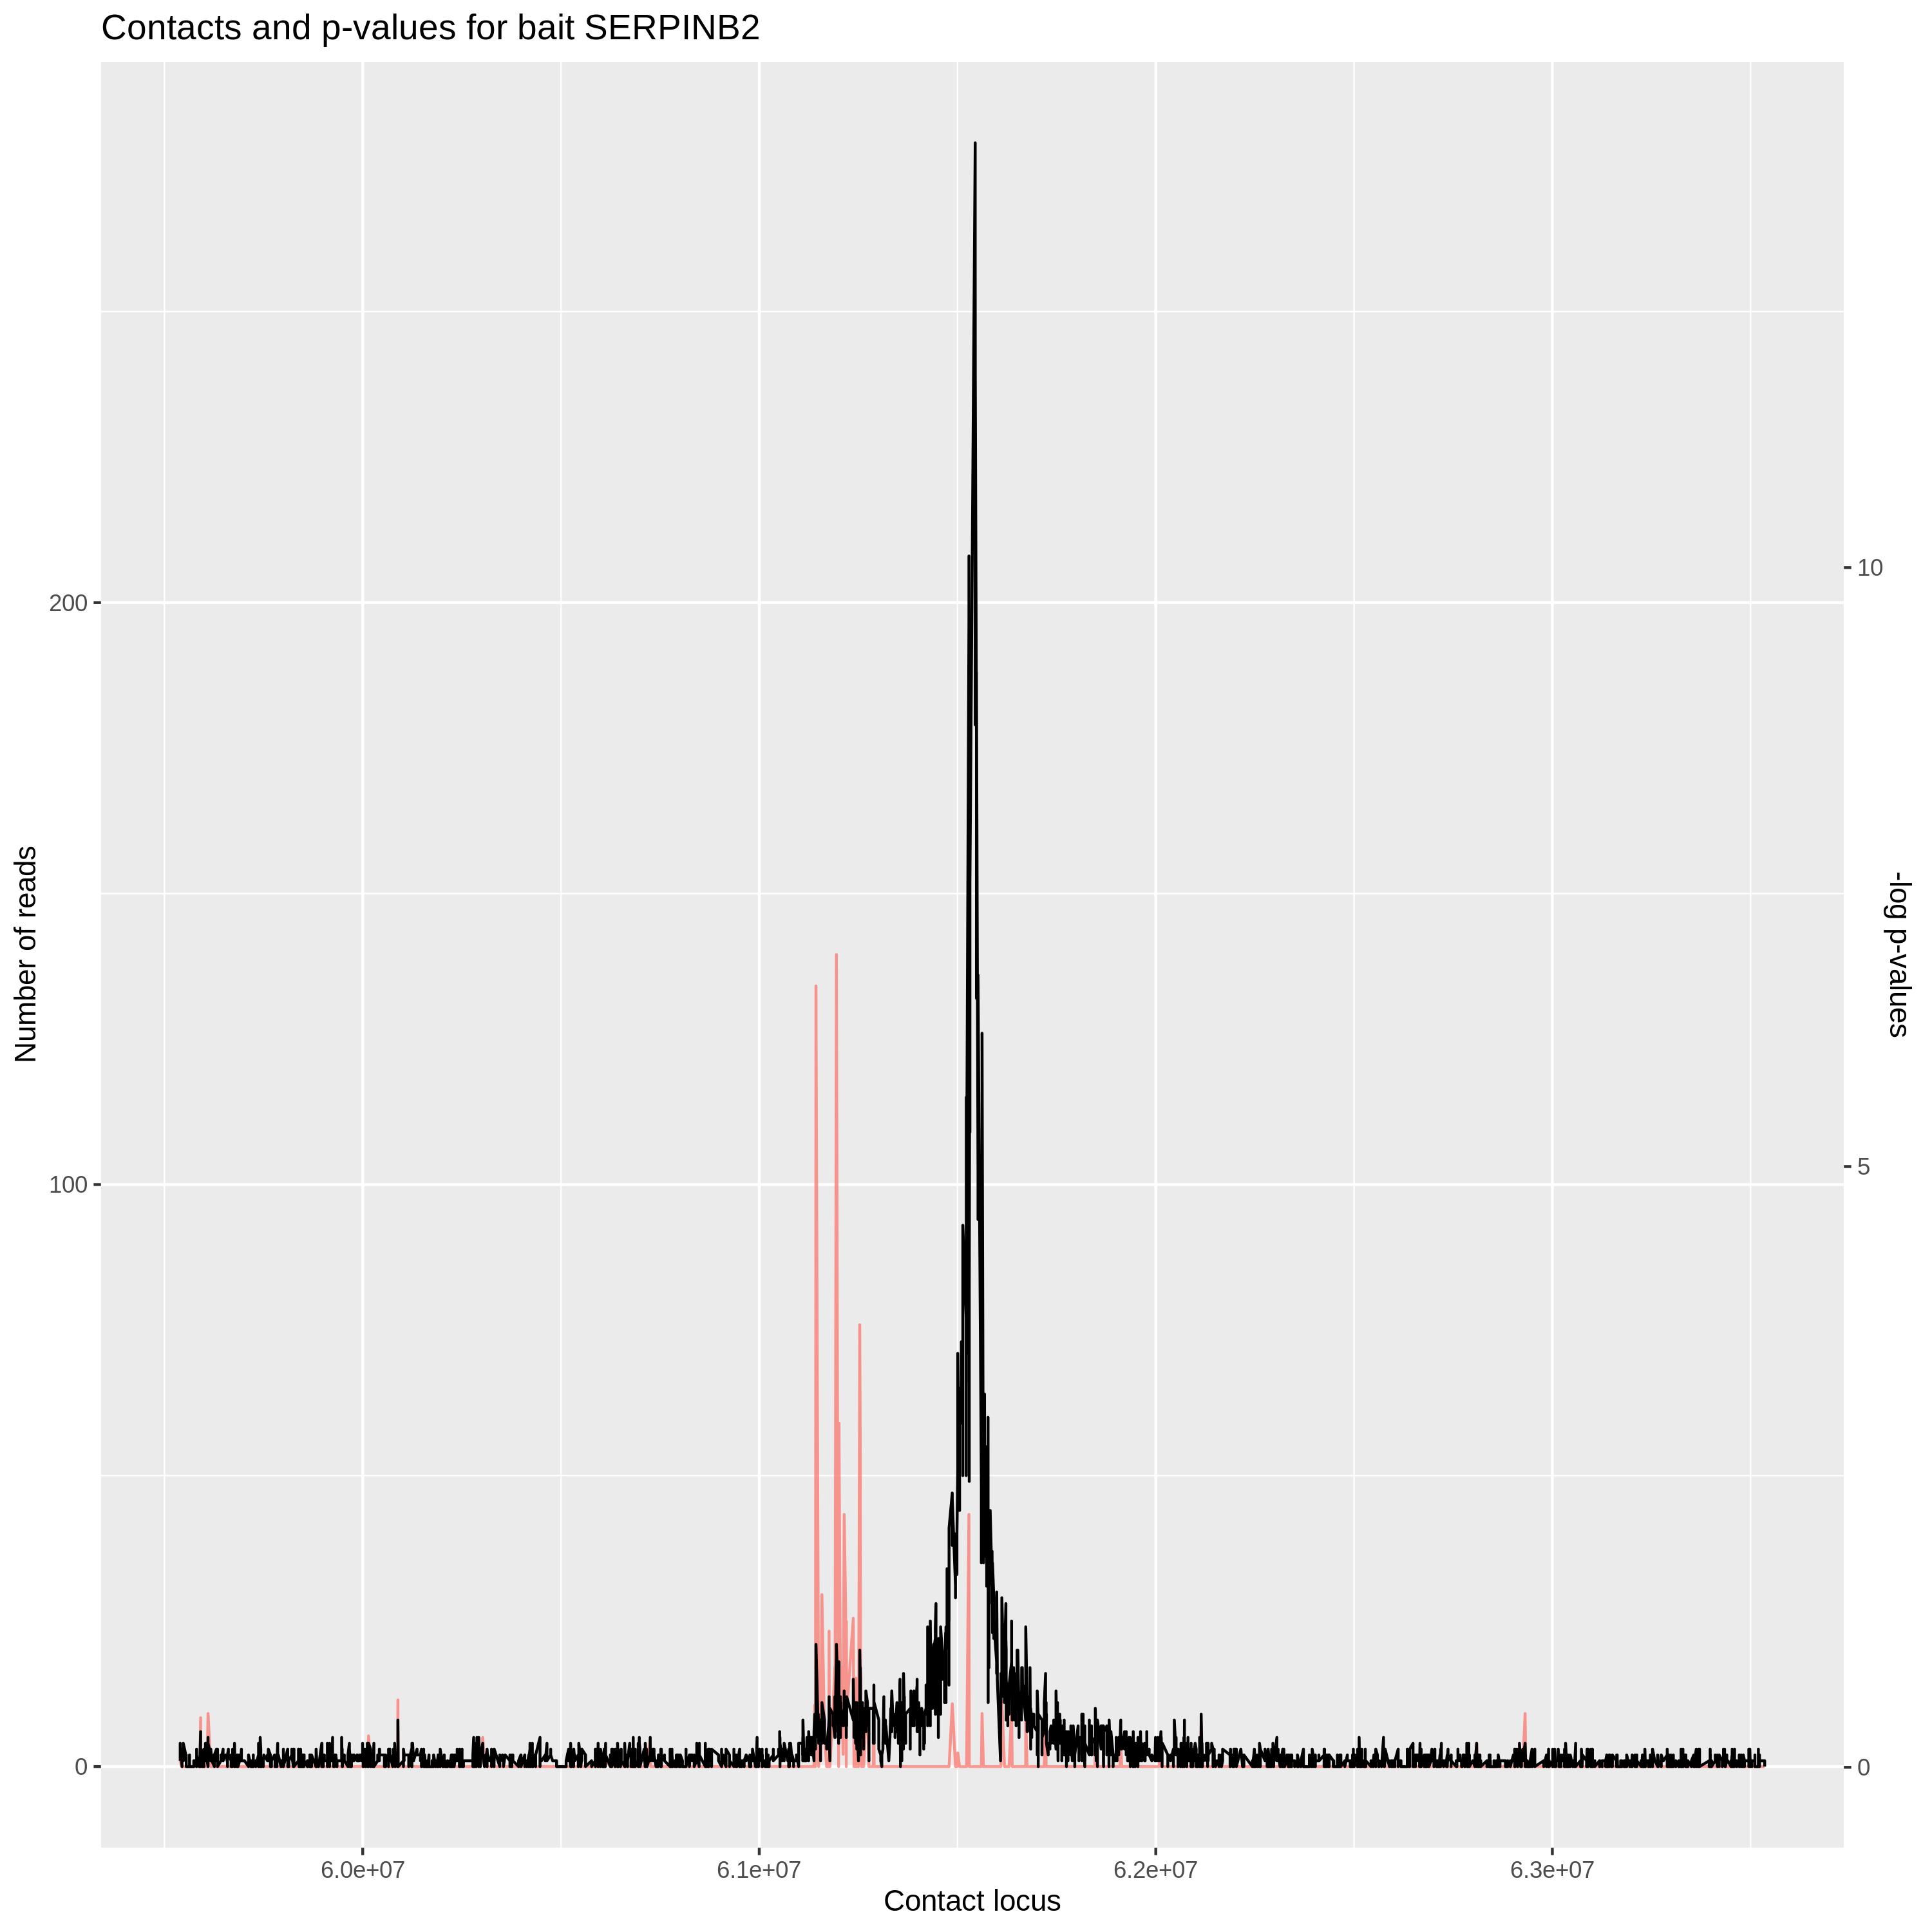 Contacts and p-values for bait SERPINB2
Number of reads
200
100
0
10
5
0
-log p-values
6.0e+07
6.1e+07
6.2e+07
6.3e+07
Contact locus